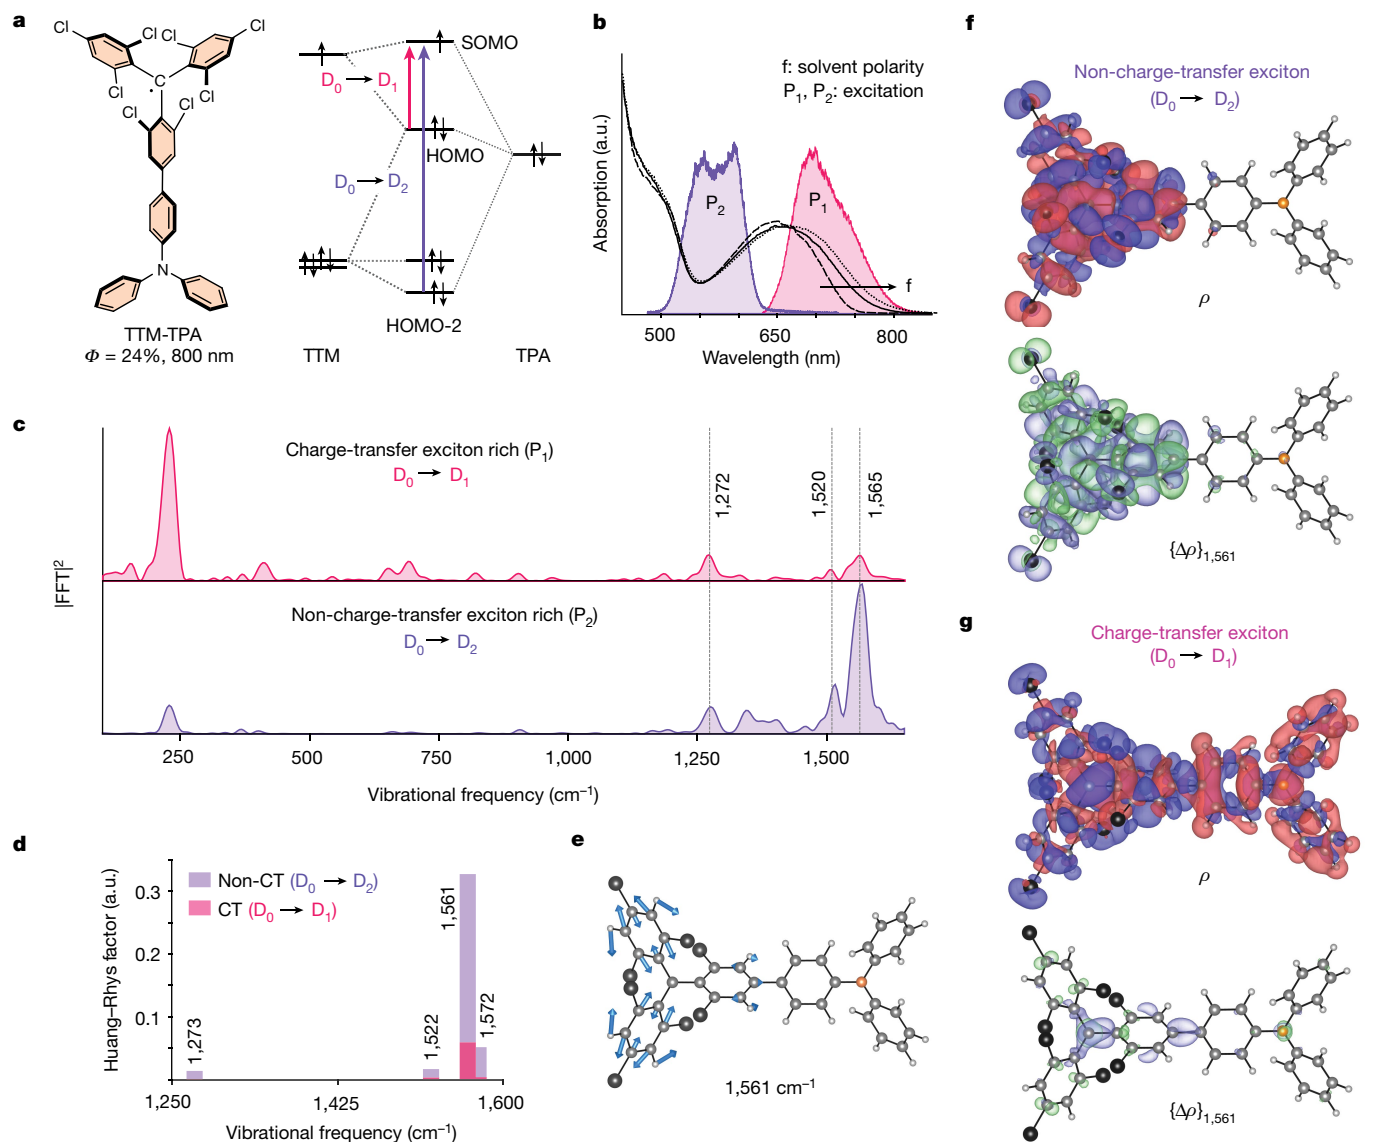 a
Cl
Cl
Cl
Cl
Cl
Cl
C
·
Cl
Cl
N
TTM-TPA
Φ = 24%, 800 nm
SOMO
D0 → D1
HOMO
D0 → D2
HOMO-2
TTM
TPA
b
f: solvent polarity
P1, P2: excitation
Absorption (a.u.)
P2
P1
f
500
650
800
Wavelength (nm)
c
Charge-transfer exciton rich (P1)
D0 → D1
1,272
1,520
1,565
|FFT|2
Non-charge-transfer exciton rich (P2)
D0 → D2
250
500
750
1,000
1,250
1,500
Vibrational frequency (cm–1)
d
Huang–Rhys factor (a.u.)
0.3
0.2
0.1
Non-CT (D0 → D2)
CT (D0 → D1)
1,273
1,522
1,561
1,572
1,250
1,425
1,600
Vibrational frequency (cm–1)
e
1,561 cm–1
f
Non-charge-transfer exciton
(D0 → D2)
ρ
{Δρ}1,561
g
Charge-transfer exciton
(D0 → D1)
ρ
{Δρ}1,561